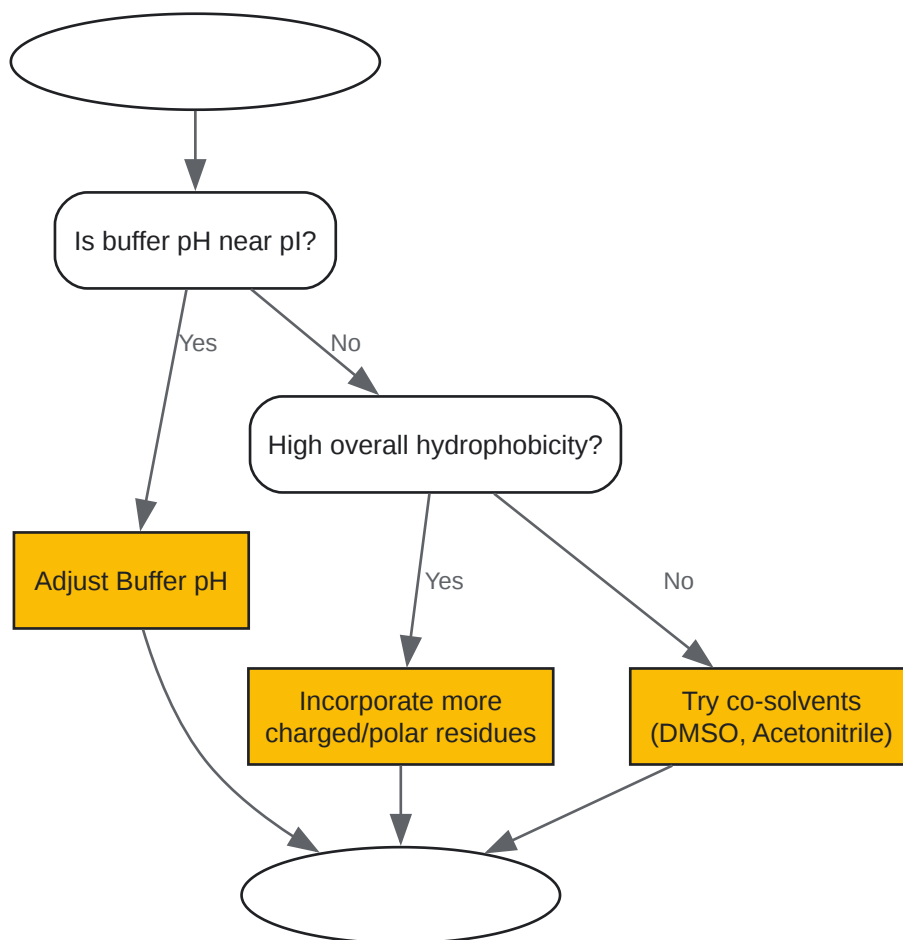 Is buffer pH near pI?
Yes
No
High overall hydrophobicity?
Adjust Buffer pH
Yes
No
Incorporate more
charged/polar residues
Try co-solvents
(DMSO, Acetonitrile)